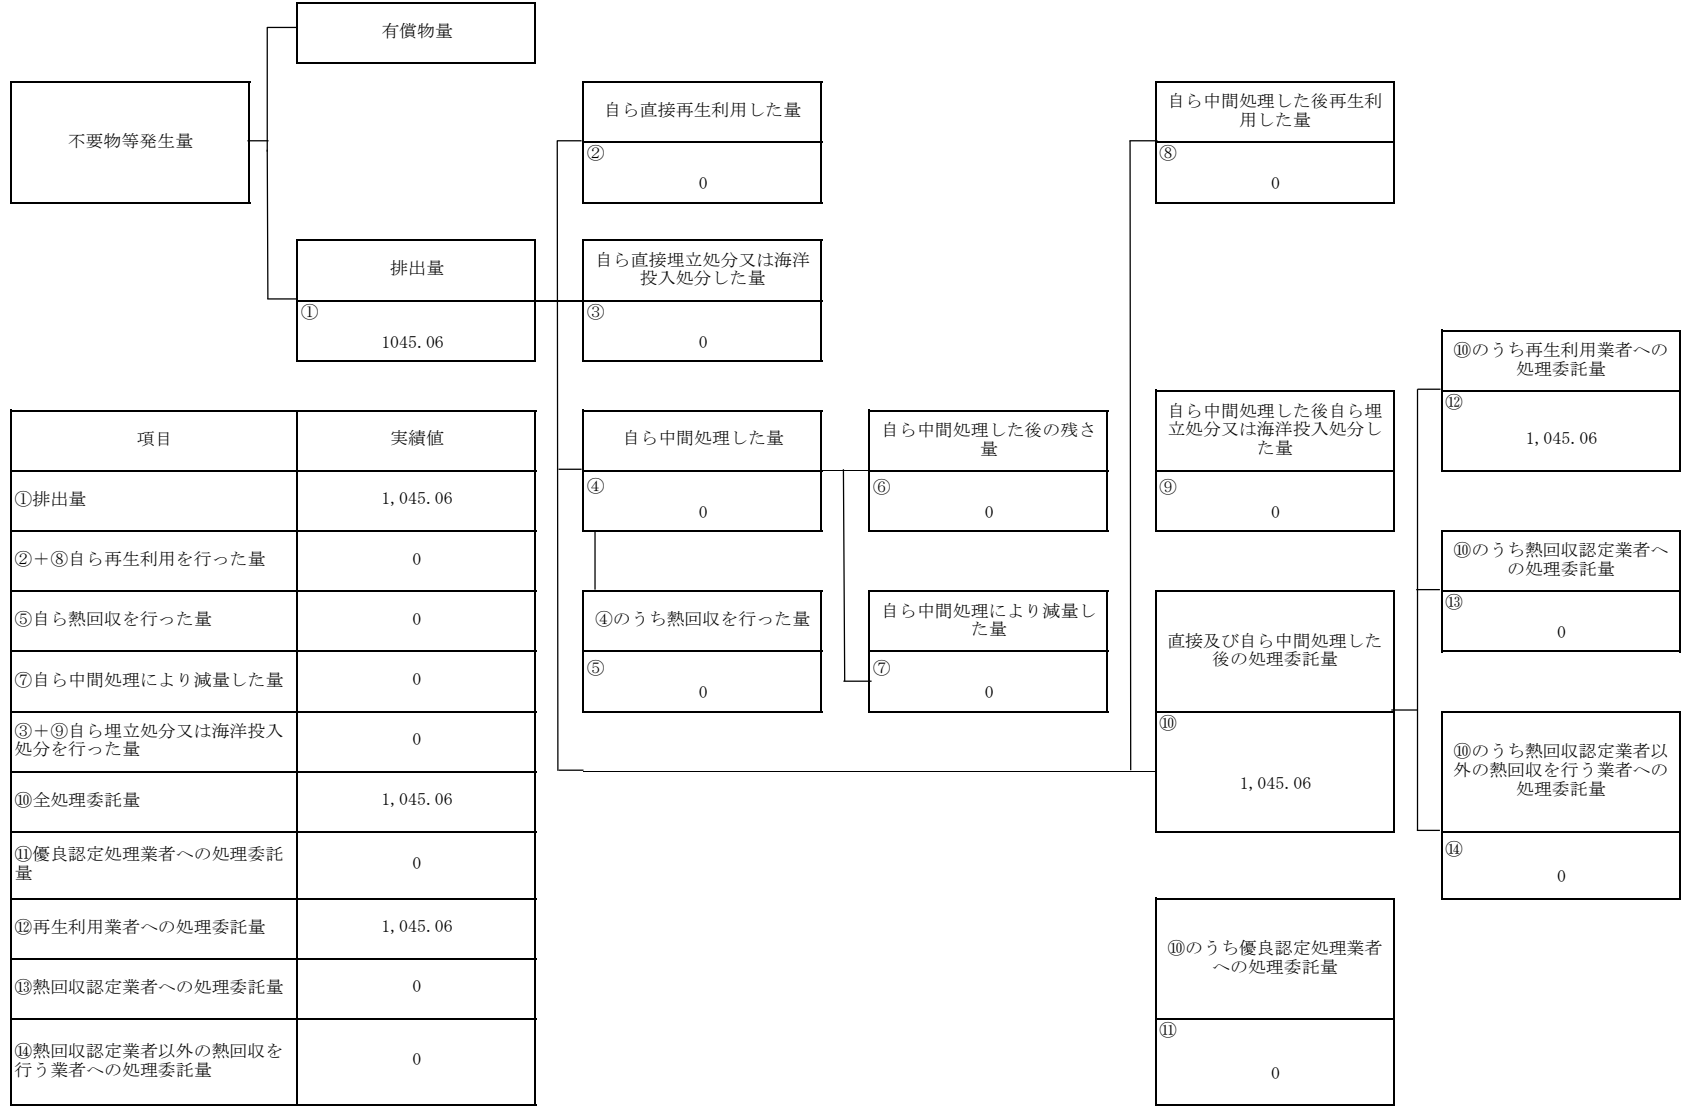 有償物量
不要物等発生量
自ら直接再生利用した量
②
0
自ら中間処理した後再生利
用した量
⑧
0
排出量
①
1045.06
自ら直接埋立処分又は海洋
投入処分した量
③
0
⑩のうち再生利用業者への
処理委託量
⑫
1,045.06
項目
実績値
①排出量
1,045.06
②+⑧自ら再生利用を行った量
0
⑤自ら熱回収を行った量
0
⑦自ら中間処理により減量した量
0
③+⑨自ら埋立処分又は海洋投入
処分を行った量
0
⑩全処理委託量
1,045.06
⑪優良認定処理業者への処理委託
量
0
⑫再生利用業者への処理委託量
1,045.06
⑬熱回収認定業者への処理委託量
0
⑭熱回収認定業者以外の熱回収を
行う業者への処理委託量
0
自ら中間処理した量
④
0
自ら中間処理した後の残さ
量
⑥
0
自ら中間処理した後自ら埋
立処分又は海洋投入処分し
た量
⑨
0
⑩のうち熱回収認定業者へ
の処理委託量
⑬
0
④のうち熱回収を行った量
⑤
0
自ら中間処理により減量し
た量
⑦
0
直接及び自ら中間処理した
後の処理委託量
⑩
1,045.06
⑩のうち熱回収認定業者以
外の熱回収を行う業者への
処理委託量
⑭
0
⑩のうち優良認定処理業者
への処理委託量
⑪
0